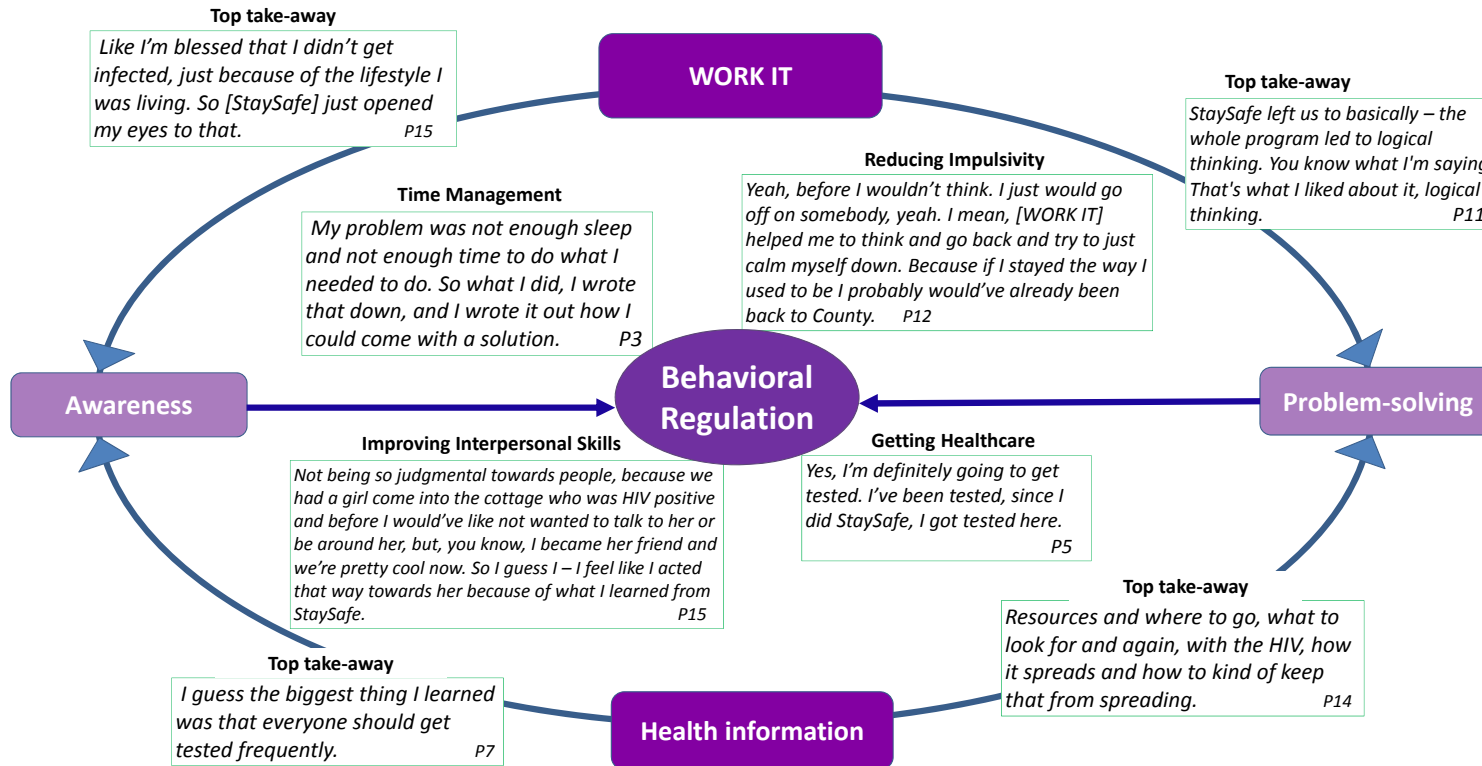 Top take-away
Like I’m blessed that I didn’t get
infected, just because of the lifestyle I
was living. So [StaySafe] just opened
my eyes to that. P15
WORK IT
Top take-away
StaySafe left us to basically – the
whole program led to logical
thinking. You know what I'm saying
That's what I liked about it, logical
thinking. P11
Time Management
My problem was not enough sleep
and not enough time to do what I
needed to do. So what I did, I wrote
that down, and I wrote it out how I
could come with a solution. P3
Reducing Impulsivity
Yeah, before I wouldn’t think. I just would go
off on somebody, yeah. I mean, [WORK IT]
helped me to think and go back and try to just
calm myself down. Because if I stayed the way I
used to be I probably would’ve already been
back to County. P12
Awareness
Behavioral
Regulation
Problem-solving
Improving Interpersonal Skills
Not being so judgmental towards people, because we
had a girl come into the cottage who was HIV positive
and before I would’ve like not wanted to talk to her or
be around her, but, you know, I became her friend and
we’re pretty cool now. So I guess I – I feel like I acted
that way towards her because of what I learned from
StaySafe. P15
Getting Healthcare
Yes, I’m definitely going to get
tested. I’ve been tested, since I
did StaySafe, I got tested here.
P5
Top take-away
I guess the biggest thing I learned
was that everyone should get
tested frequently. P7
Health information
Top take-away
Resources and where to go, what to
look for and again, with the HIV, how
it spreads and how to kind of keep
that from spreading. P14